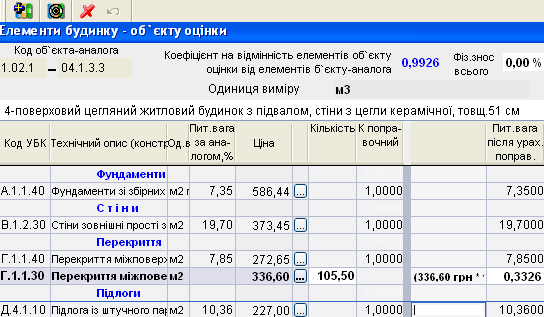 Елементи будинку - об`єкту оцінки
Код об`єкта-аналога
1.02.1 – 04.1.3.3
Коефіцієнт на відмінність елементів об`єкту оцінки від елементів б'єкту-аналога 0,9926
Фіз.знос всього 0,00 %
Одиниця виміру м3
4-поверховий цегляний житловий будинок з підвалом, стіни з цегли керамічної, товщ.51 см
Код УБК Технічний опис (констр Од.в Пит.вага за ана-логом,% Ціна Кількість К попра-вочний Пит.вага після урах. поправ.
Фундаменти
А.1.1.40 Фундаменти зі збірних м2 г 7,35 586,44 ... 1,0000 7,3500
С т і н и
В.1.2.30 Стіни зовнішні прості з м2 19,70 373,45 ... 1,0000 19,7000
Перекриття
Г.1.1.40 Перекриття міжповерх м2 7,85 272,65 ... 1,0000 7,8500
Г.1.1.30 Перекриття міжпове м2 336,60 ... 105,50 (336,60 грн * 0,3326
Підлоги
Д.4.1.10 Підлога із штучного пар м2 10,36 227,00 ... 1,0000 10,3600